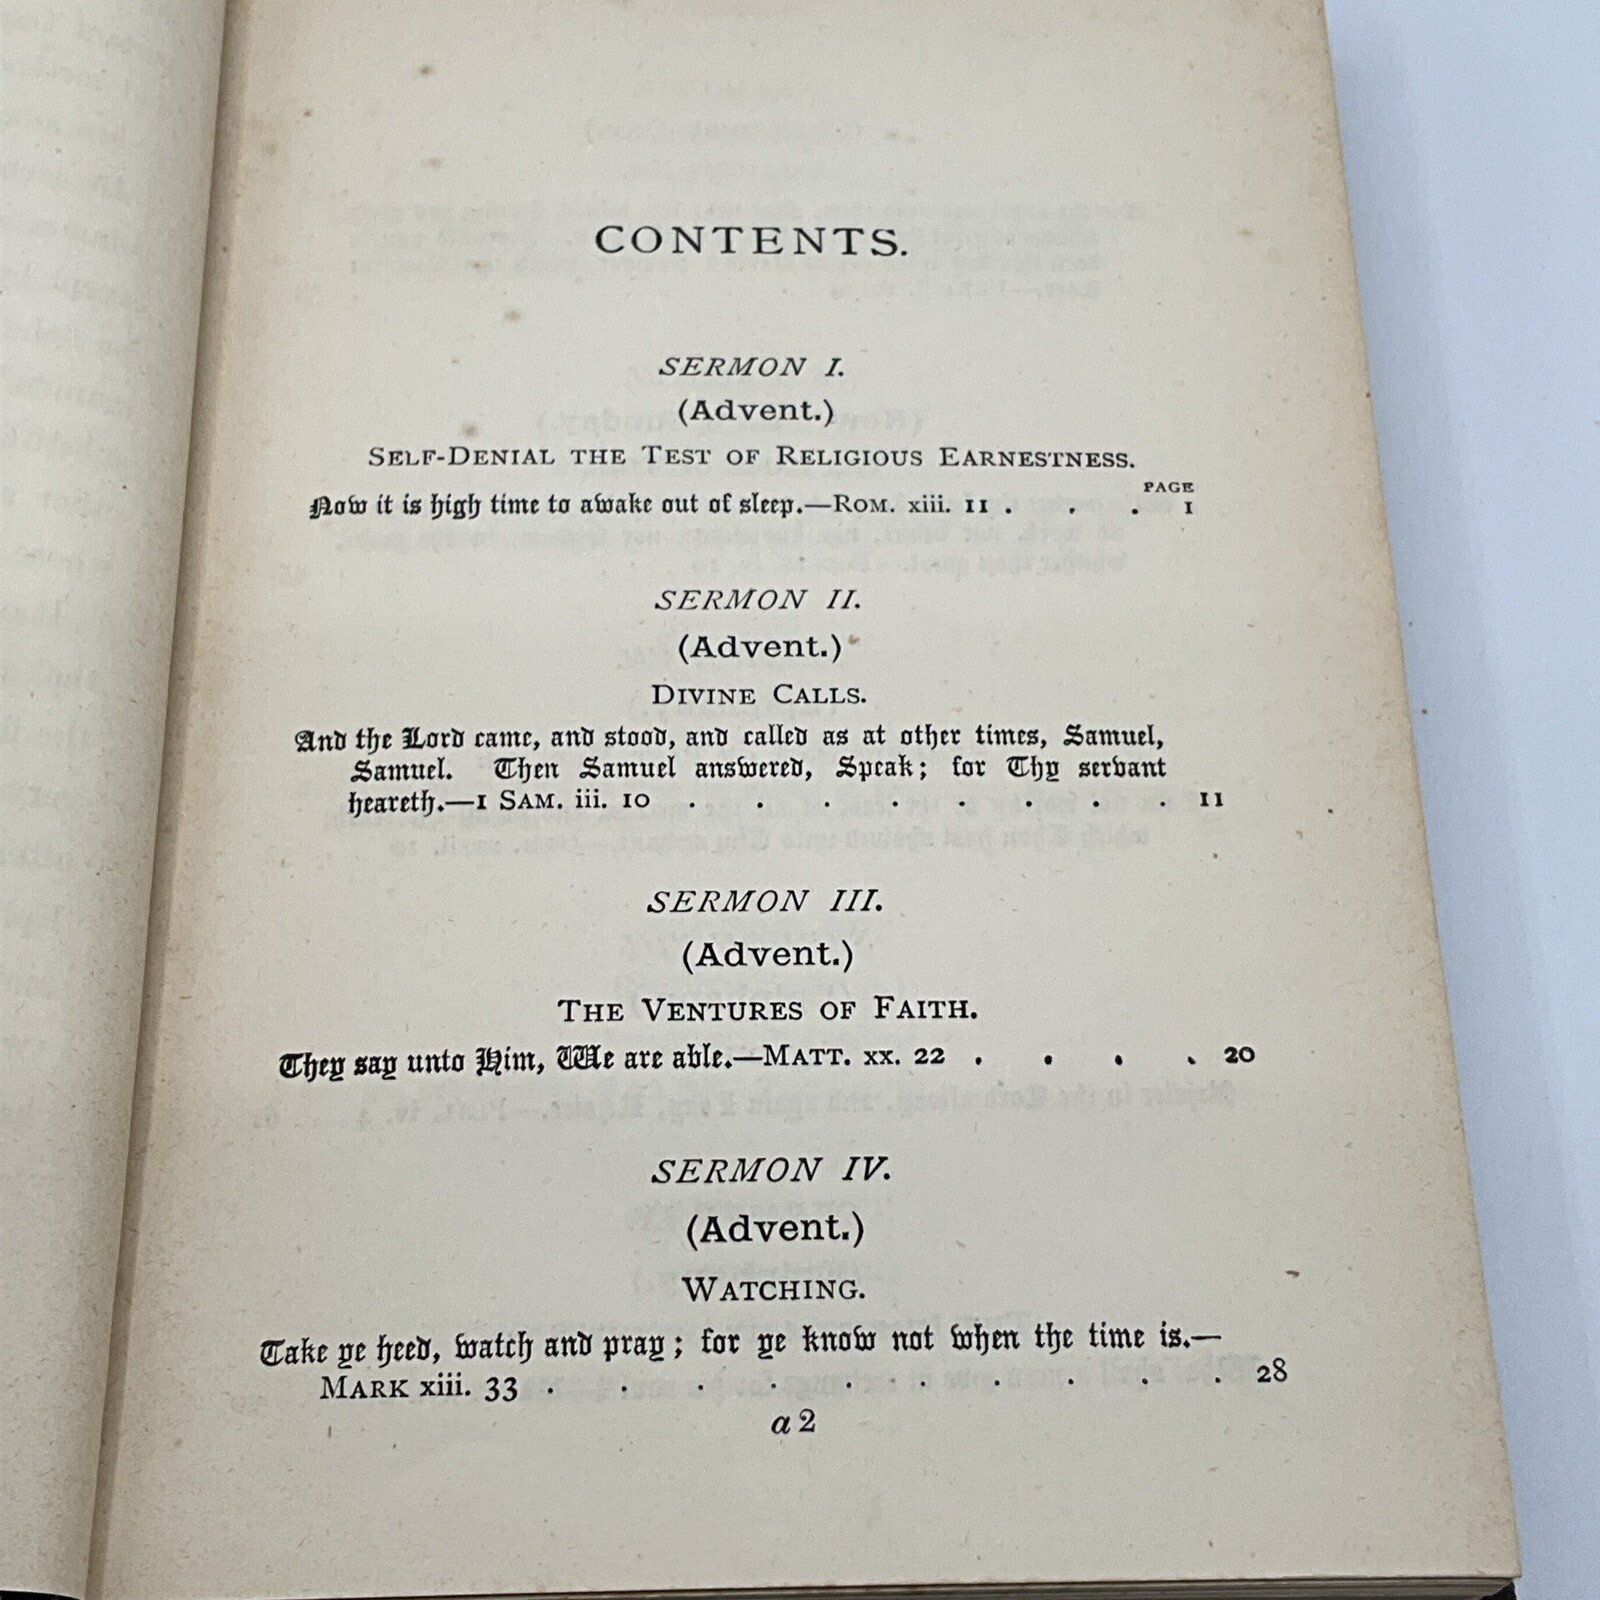 CONTENTS.
SERMON I.
(Advent.)
SELF-DENIAL THE TEST OF RELIGIOUS EARNESTNESS.
PAGE
Now it is high time to awake out of sleep.—ROM. xiii. 11 . . . 1
SERMON II.
(Advent.)
DIVINE CALLS.
And the Lord came, and stood, and called as at other times, Samuel,
Samuel. Then Samuel answered, Speak; for Thy servant
heareth.—1 SAM. iii. 10 . . . . . . . . 11
SERMON III.
(Advent.)
THE VENTURES OF FAITH.
They say unto Him, We are able.—MATT. xx. 22 . . . . 20
SERMON IV.
(Advent.)
WATCHING.
Take ye heed, watch and pray; for ye know not when the time is.—
MARK xiii. 33 . . . . . . . . . . 28
a 2